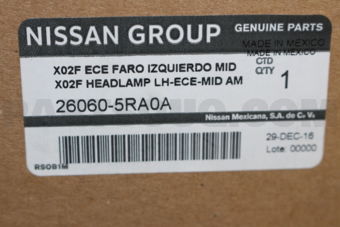 NISSAN GROUP GENUINE PARTS
MADE IN MEXICO
MADE IN MEXICO
X02F ECE FARO IZQUIERDO MID
X02F HEADLAMP LH-ECE-MID AM
CTD
QTY 1
26060-5RA0A
Nissan Mexicana, S.A. de C.V.
29-DEC-16
RSOB1M
Lote: 00000